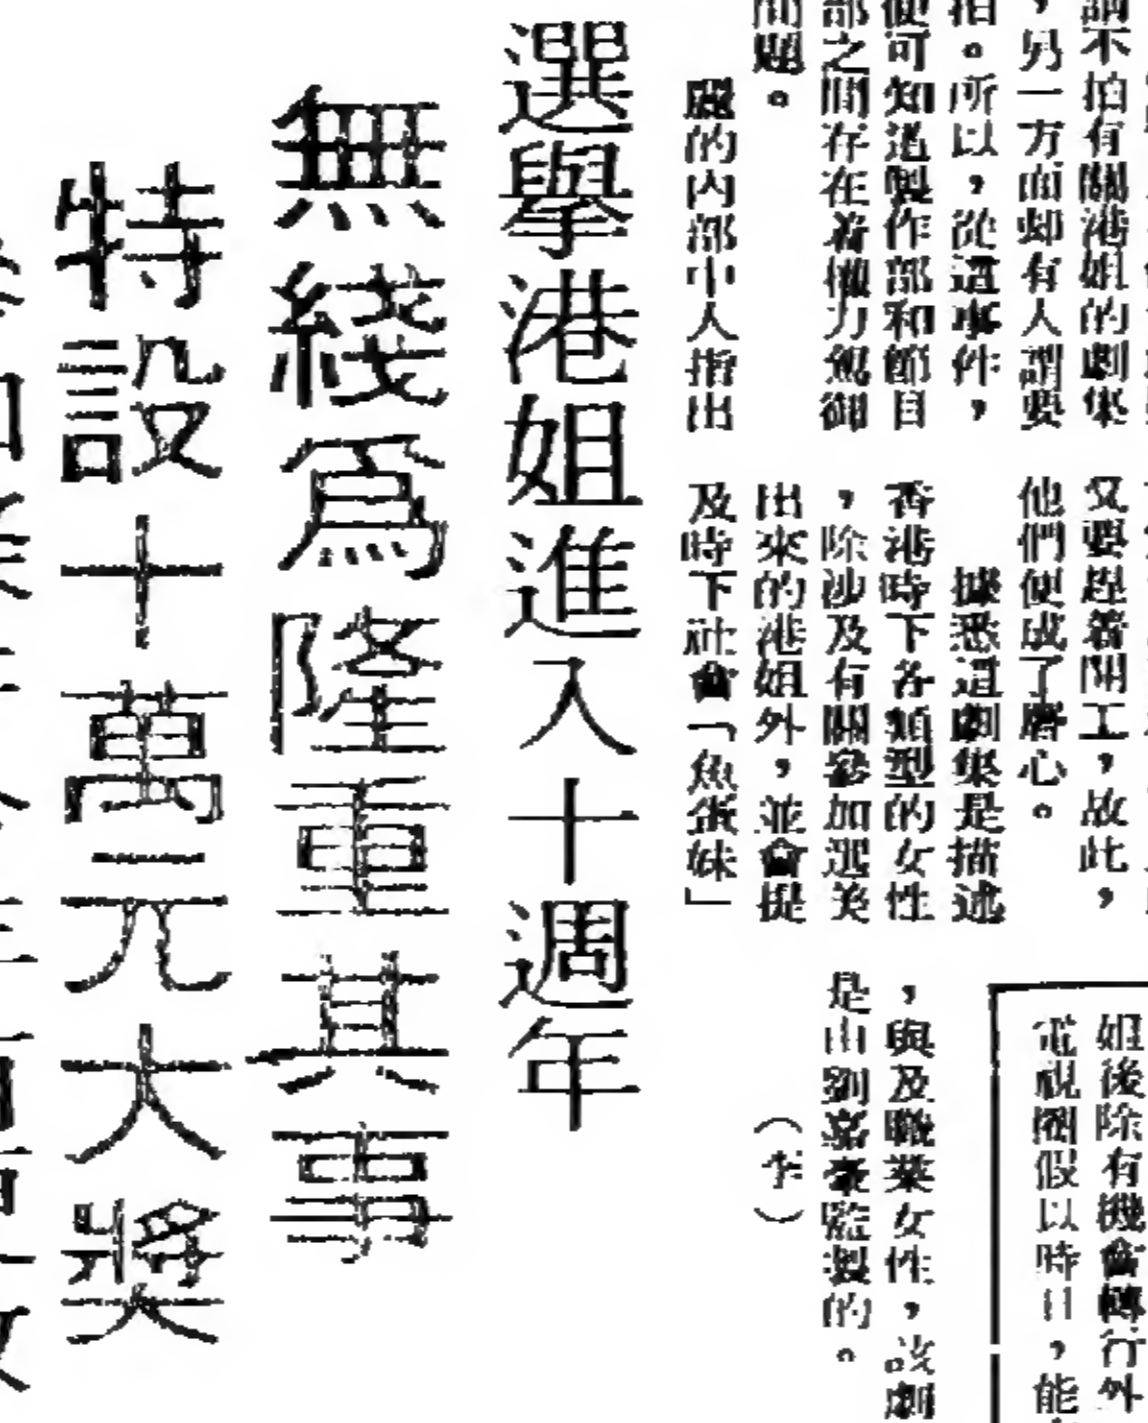 謂不拍有關港姐的劇集
，另一方面却有人謂要
拍。所以，從這事件，
便可知道製作部和節目
部之間存在着權力駕御
問題。
麗的內部中人指出
又要趕着開工，故此，
他們便成了磨心。
據悉這劇集是描述
香港時下各類型的女性
，除涉及有關參加選美
出來的港姐外，並會提
及時下社會「魚蛋妹」
，與及職業女性，該劇
是由劉嘉豪監製的。
（李）
姐後除有機會轉行外
電視圈假以時日，能
選舉港姐進入十週年
無綫爲隆重其事
特設十萬元大獎